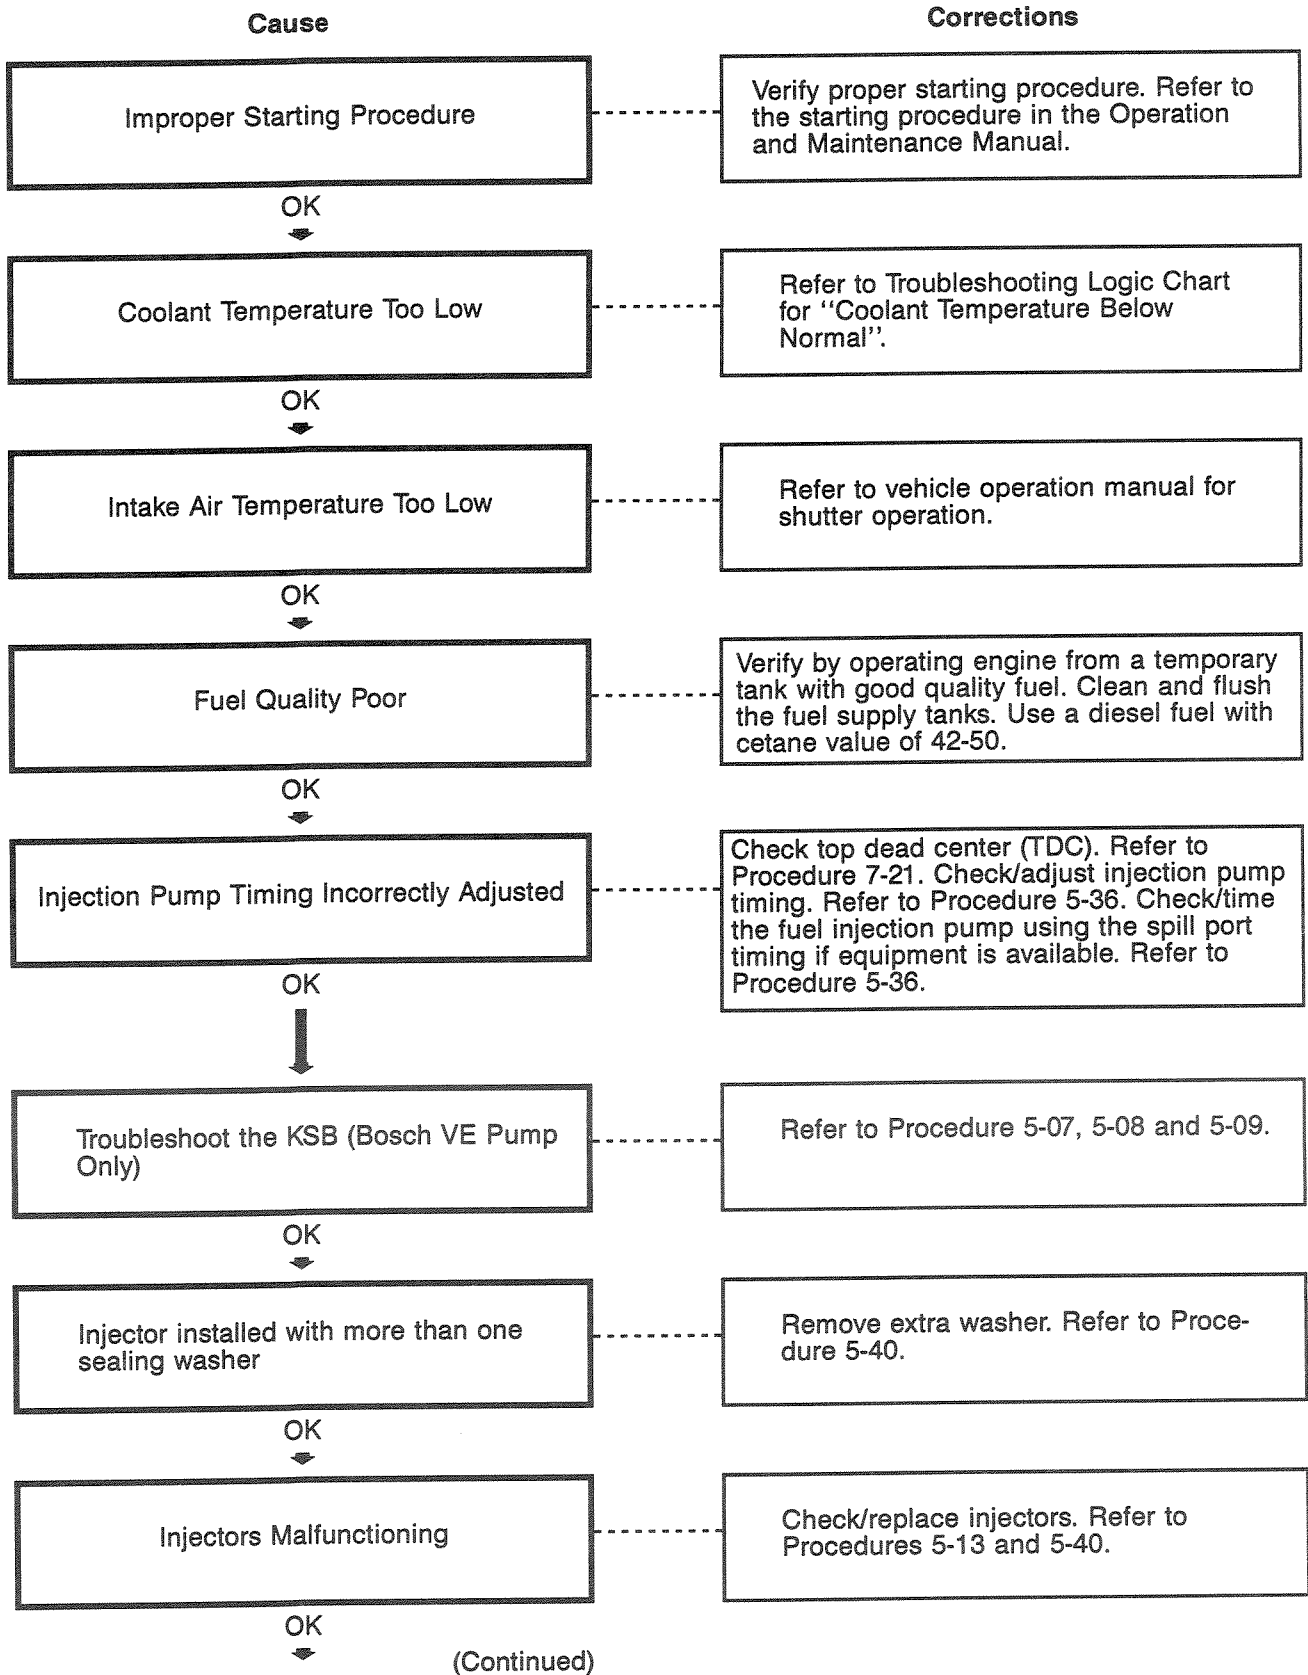 Cause
Corrections
Improper Starting Procedure
Verify proper starting procedure. Refer to
the starting procedure in the Operation
and Maintenance Manual.
OK
Coolant Temperature Too Low
Refer to Troubleshooting Logic Chart
for "Coolant Temperature Below
Normal".
OK
Intake Air Temperature Too Low
Refer to vehicle operation manual for
shutter operation.
OK
Fuel Quality Poor
Verify by operating engine from a temporary
tank with good quality fuel. Clean and flush
the fuel supply tanks. Use a diesel fuel with
cetane value of 42-50.
OK
Injection Pump Timing Incorrectly Adjusted
Check top dead center (TDC). Refer to
Procedure 7-21. Check/adjust injection pump
timing. Refer to Procedure 5-36. Check/time
the fuel injection pump using the spill port
timing if equipment is available. Refer to
Procedure 5-36.
OK
Troubleshoot the KSB (Bosch VE Pump
Only)
Refer to Procedure 5-07, 5-08 and 5-09.
OK
Injector installed with more than one
sealing washer
Remove extra washer. Refer to Proce-
dure 5-40.
OK
Injectors Malfunctioning
Check/replace injectors. Refer to
Procedures 5-13 and 5-40.
OK
(Continued)